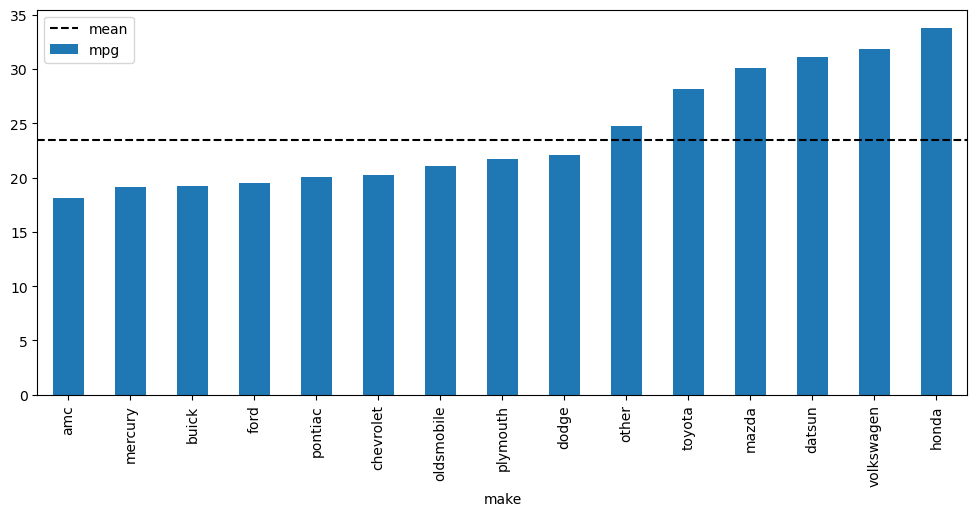 35
30
25
20
15
10
5
0
mean
mpg
amc
mercury
buick
ford
pontiac
chevrolet
oldsmobile
plymouth
dodge
other
toyota
mazda
datsun
volkswagen
honda
make